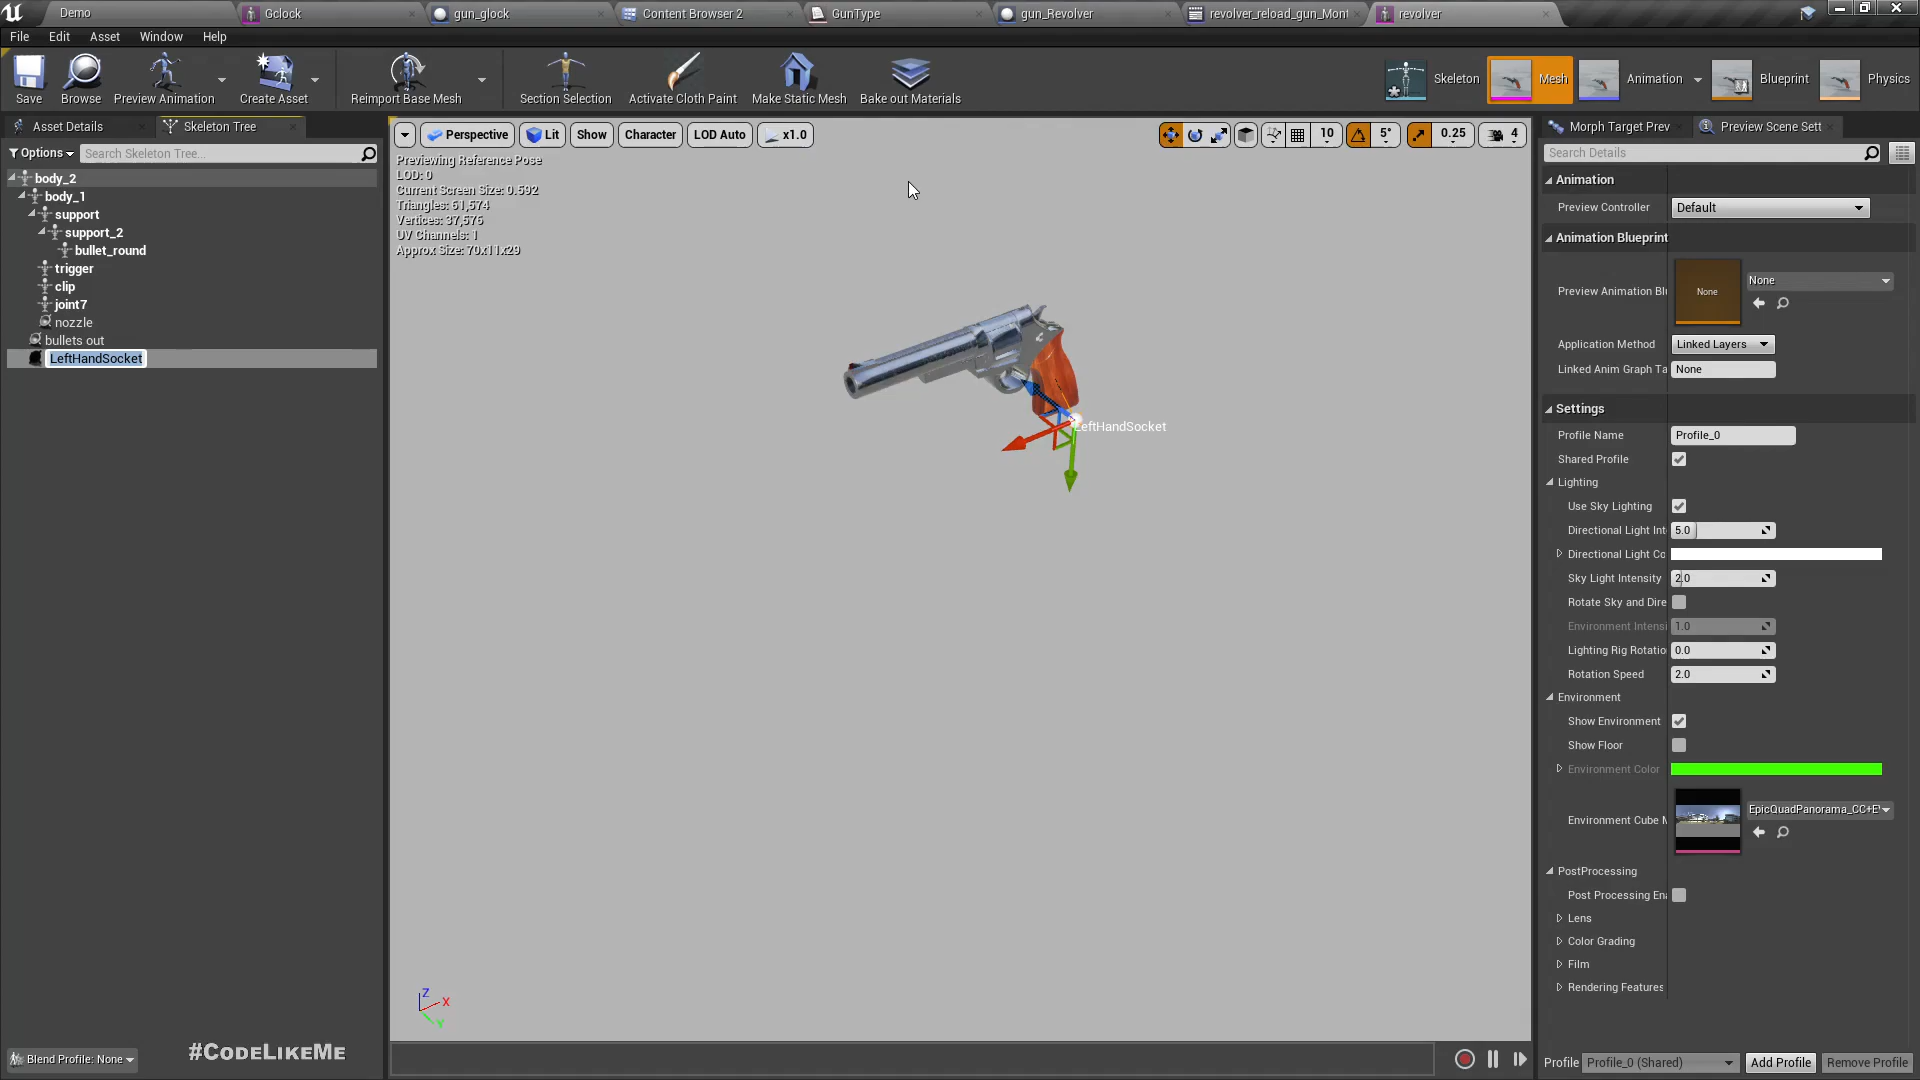 Demo
Gclock
gun_glock
Content Browser 2
GunType
gun_Revolver
revolver_reload_gun_Mont
revolver
File Edit Asset Window Help
Save
Browse
Preview Animation
Create Asset
Reimport Base Mesh
Section Selection
Activate Cloth Paint
Make Static Mesh
Bake out Materials
Skeleton
Mesh
Animation
Blueprint
Physics
Asset Details
Skeleton Tree
Options
Search Skeleton Tree...
body_2
body_1
support
support_2
bullet_round
trigger
clip
joint7
nozzle
bullets out
LeftHandSocket
Perspective
Lit
Show
Character
LOD Auto
x1.0
10
5°
0.25
4
Previewing Reference Pose
LOD: 0
Current Screen Size: 0.592
Triangles: 61,574
Vertices: 37,576
UV Channels: 1
Approx Size: 70x11x29
LeftHandSocket
Z
X
Y
Morph Target Prev
Preview Scene Sett
Search Details
Animation
Preview Controller
Default
Animation Blueprint
Preview Animation Bl
None
None
Application Method
Linked Layers
Linked Anim Graph Ta
None
Settings
Profile Name
Profile_0
Shared Profile
Lighting
Use Sky Lighting
Directional Light Int
5.0
Directional Light Co
Sky Light Intensity
2.0
Rotate Sky and Dire
Environment Intensi
1.0
Lighting Rig Rotatio
0.0
Rotation Speed
2.0
Environment
Show Environment
Show Floor
Environment Color
Environment Cube M
EpicQuadPanorama_CC+E
PostProcessing
Post Processing En
Lens
Color Grading
Film
Rendering Features
Blend Profile: None
#CodeLikeMe
Profile
Profile_0 (Shared)
Add Profile
Remove Profile